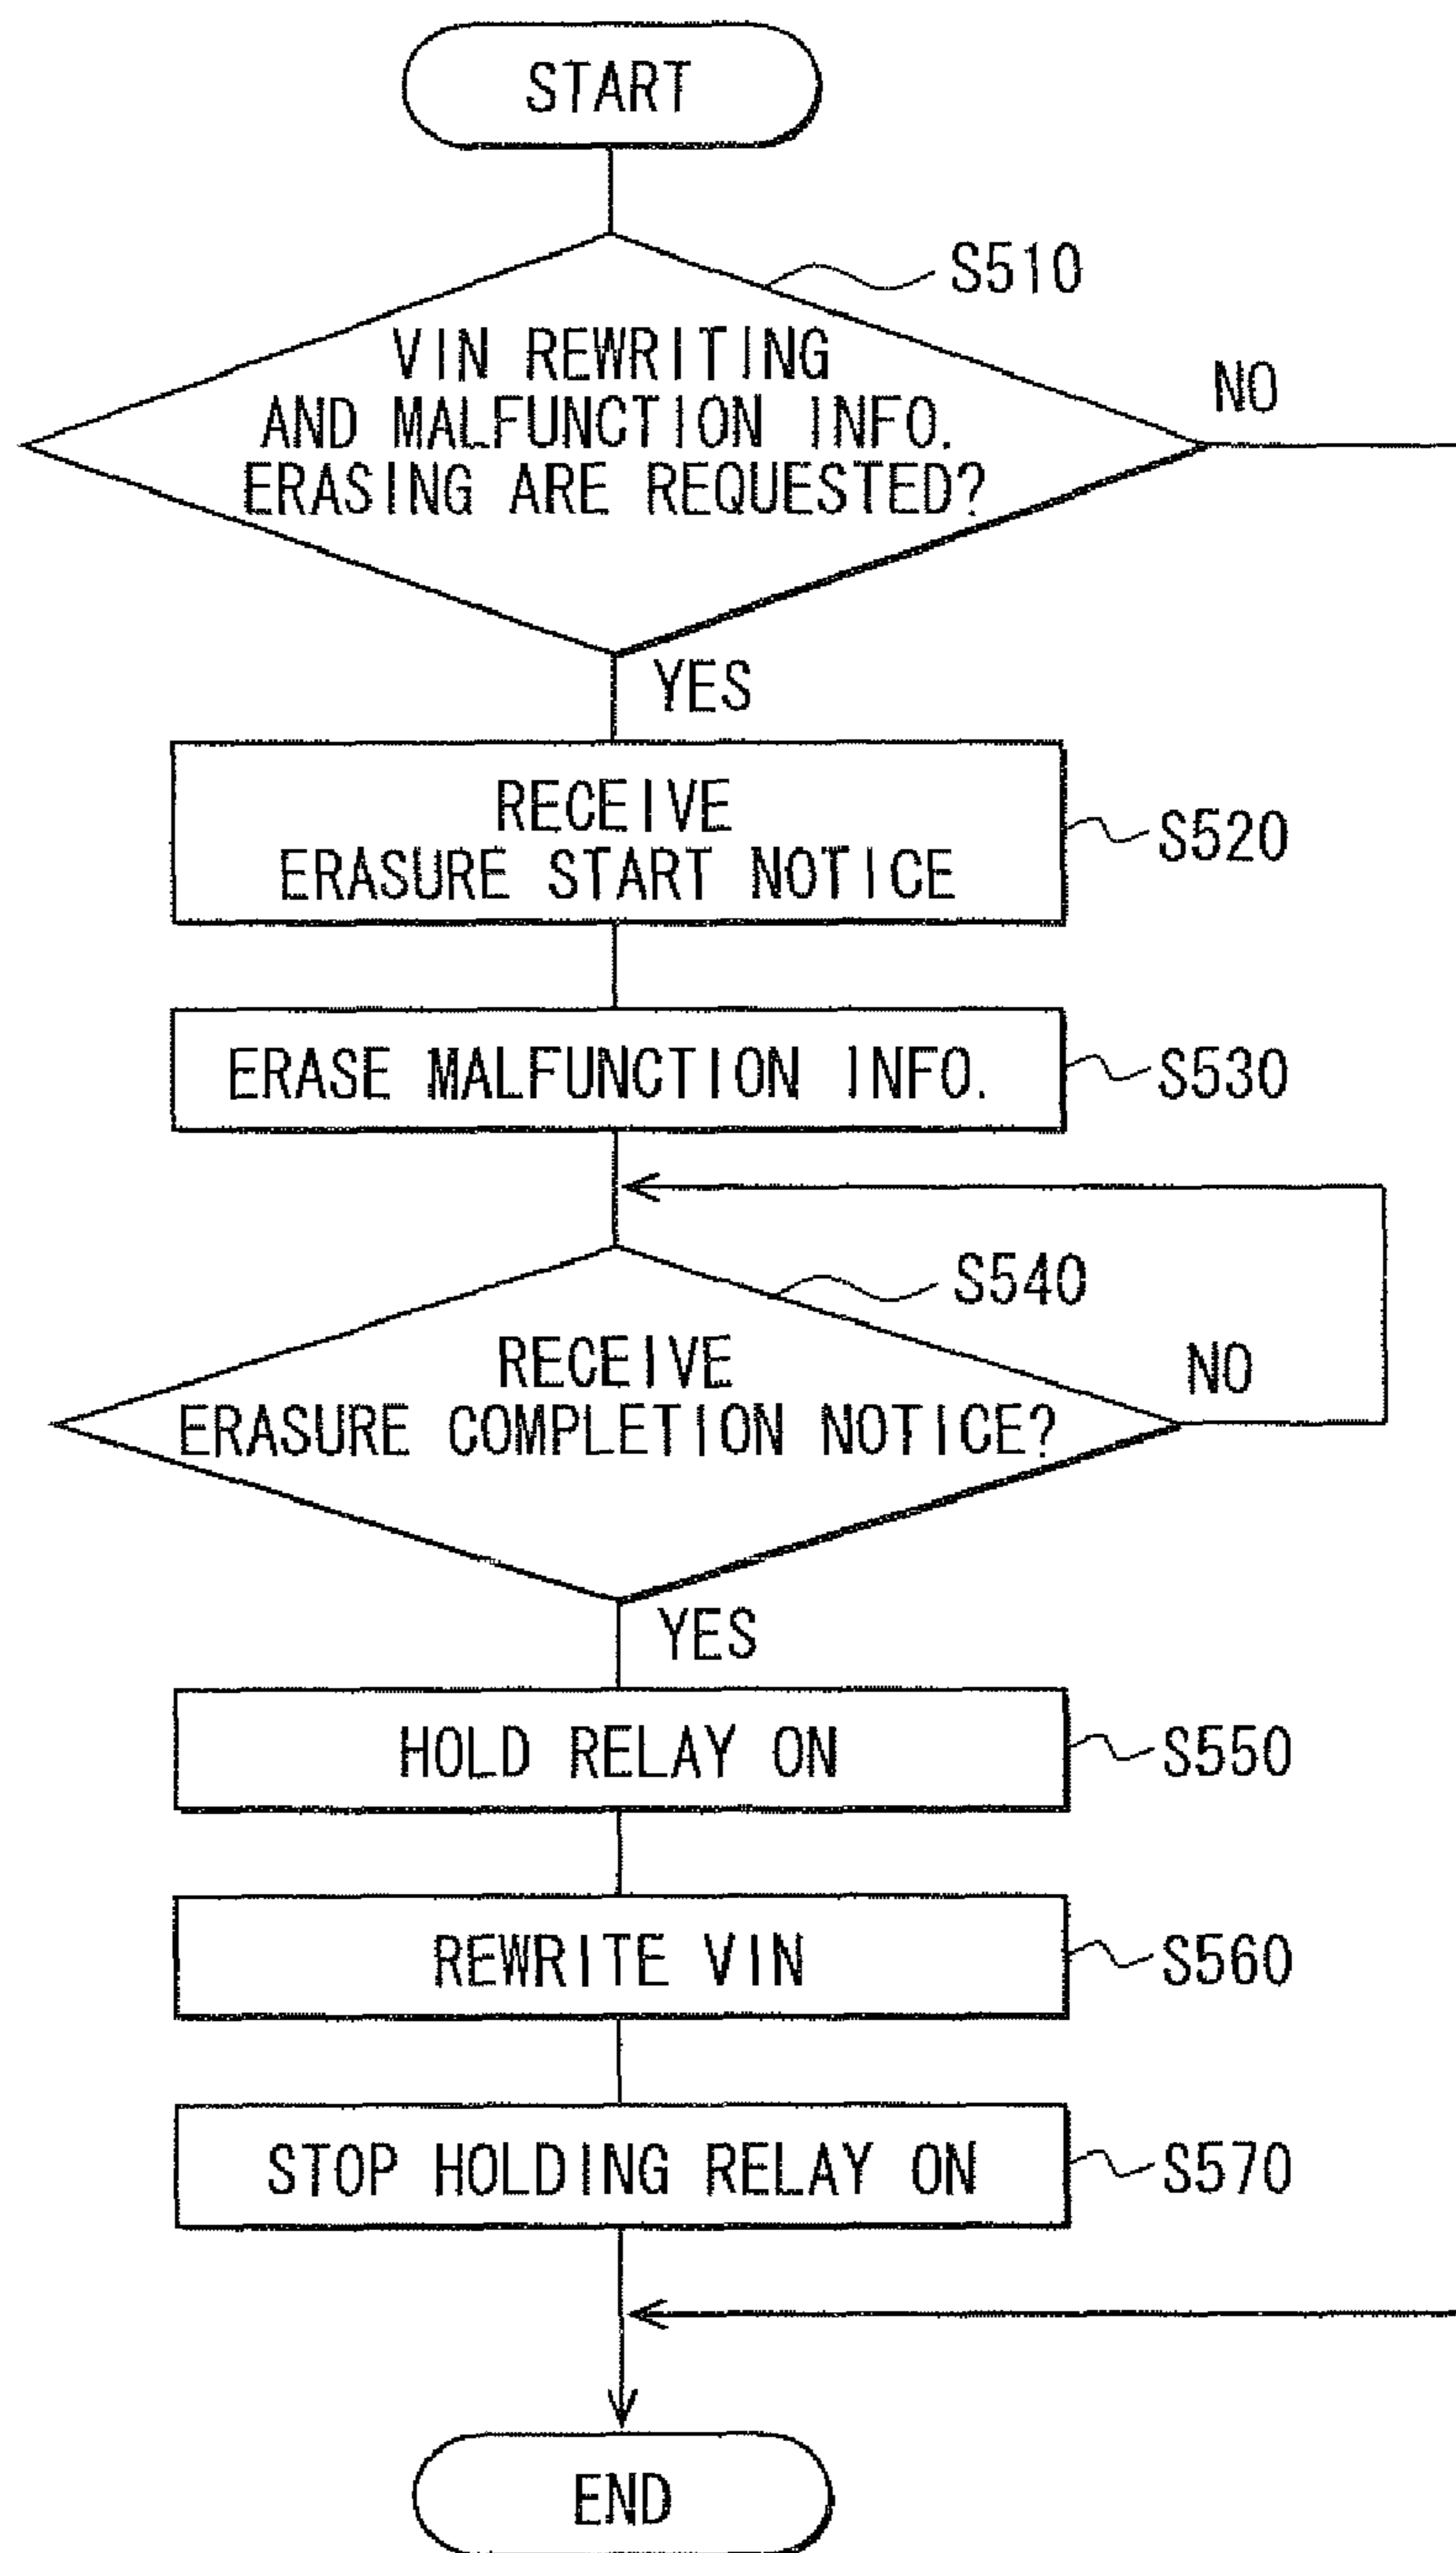 START
S510
VIN REWRITING
AND MALFUNCTION INFO.
ERASING ARE REQUESTED?
NO
YES
RECEIVE
ERASURE START NOTICE
S520
ERASE MALFUNCTION INFO.
S530
S540
RECEIVE
ERASURE COMPLETION NOTICE?
NO
YES
HOLD RELAY ON
S550
REWRITE VIN
S560
STOP HOLDING RELAY ON
S570
END